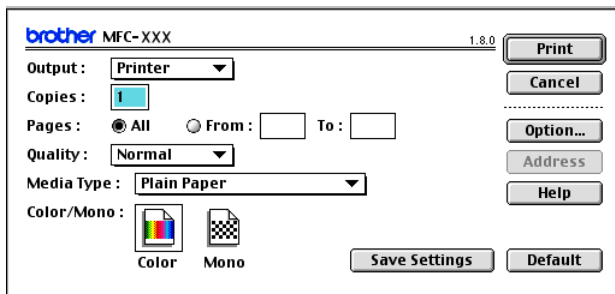 brother MFC-XXX 1.8.0 Print
Output : Printer Cancel
Copies : 1
Pages : All From : To : Option...
Quality : Normal Address
Media Type : Plain Paper Help
Color/Mono :
Color Mono Save Settings Default